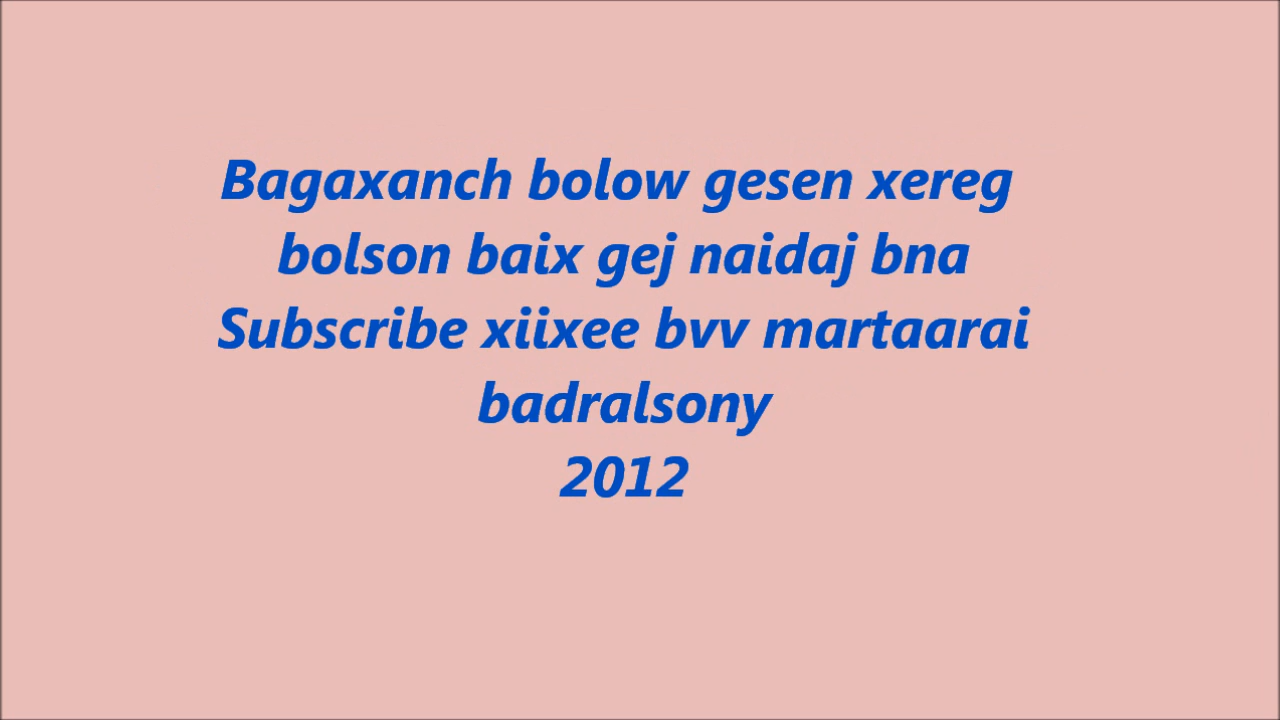 Bagaxanch bolow gesen xereg
bolson baix gej naidaj bna
Subscribe xiixee bvv martaarai
badralsony
2012